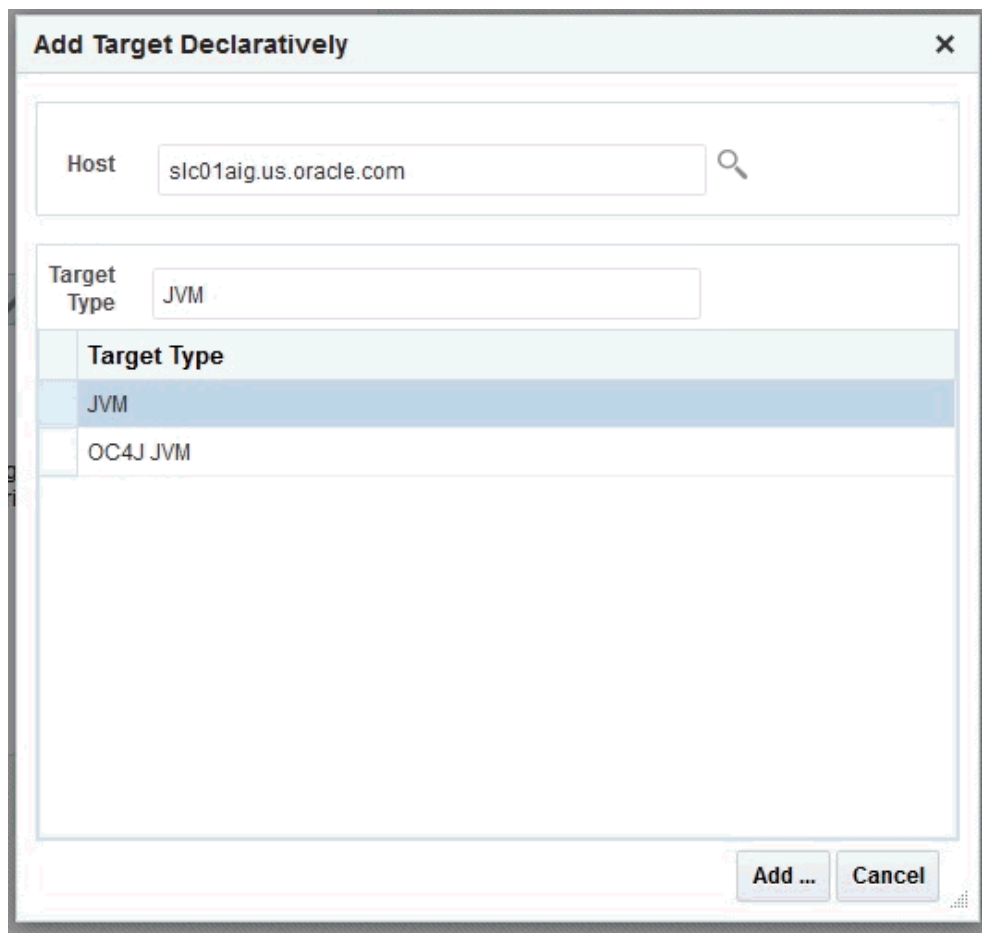 Add Target Declaratively
Host
slc01aig.us.oracle.com
Target
Type
JVM
Target Type
JVM
OC4J JVM
Add ...
Cancel